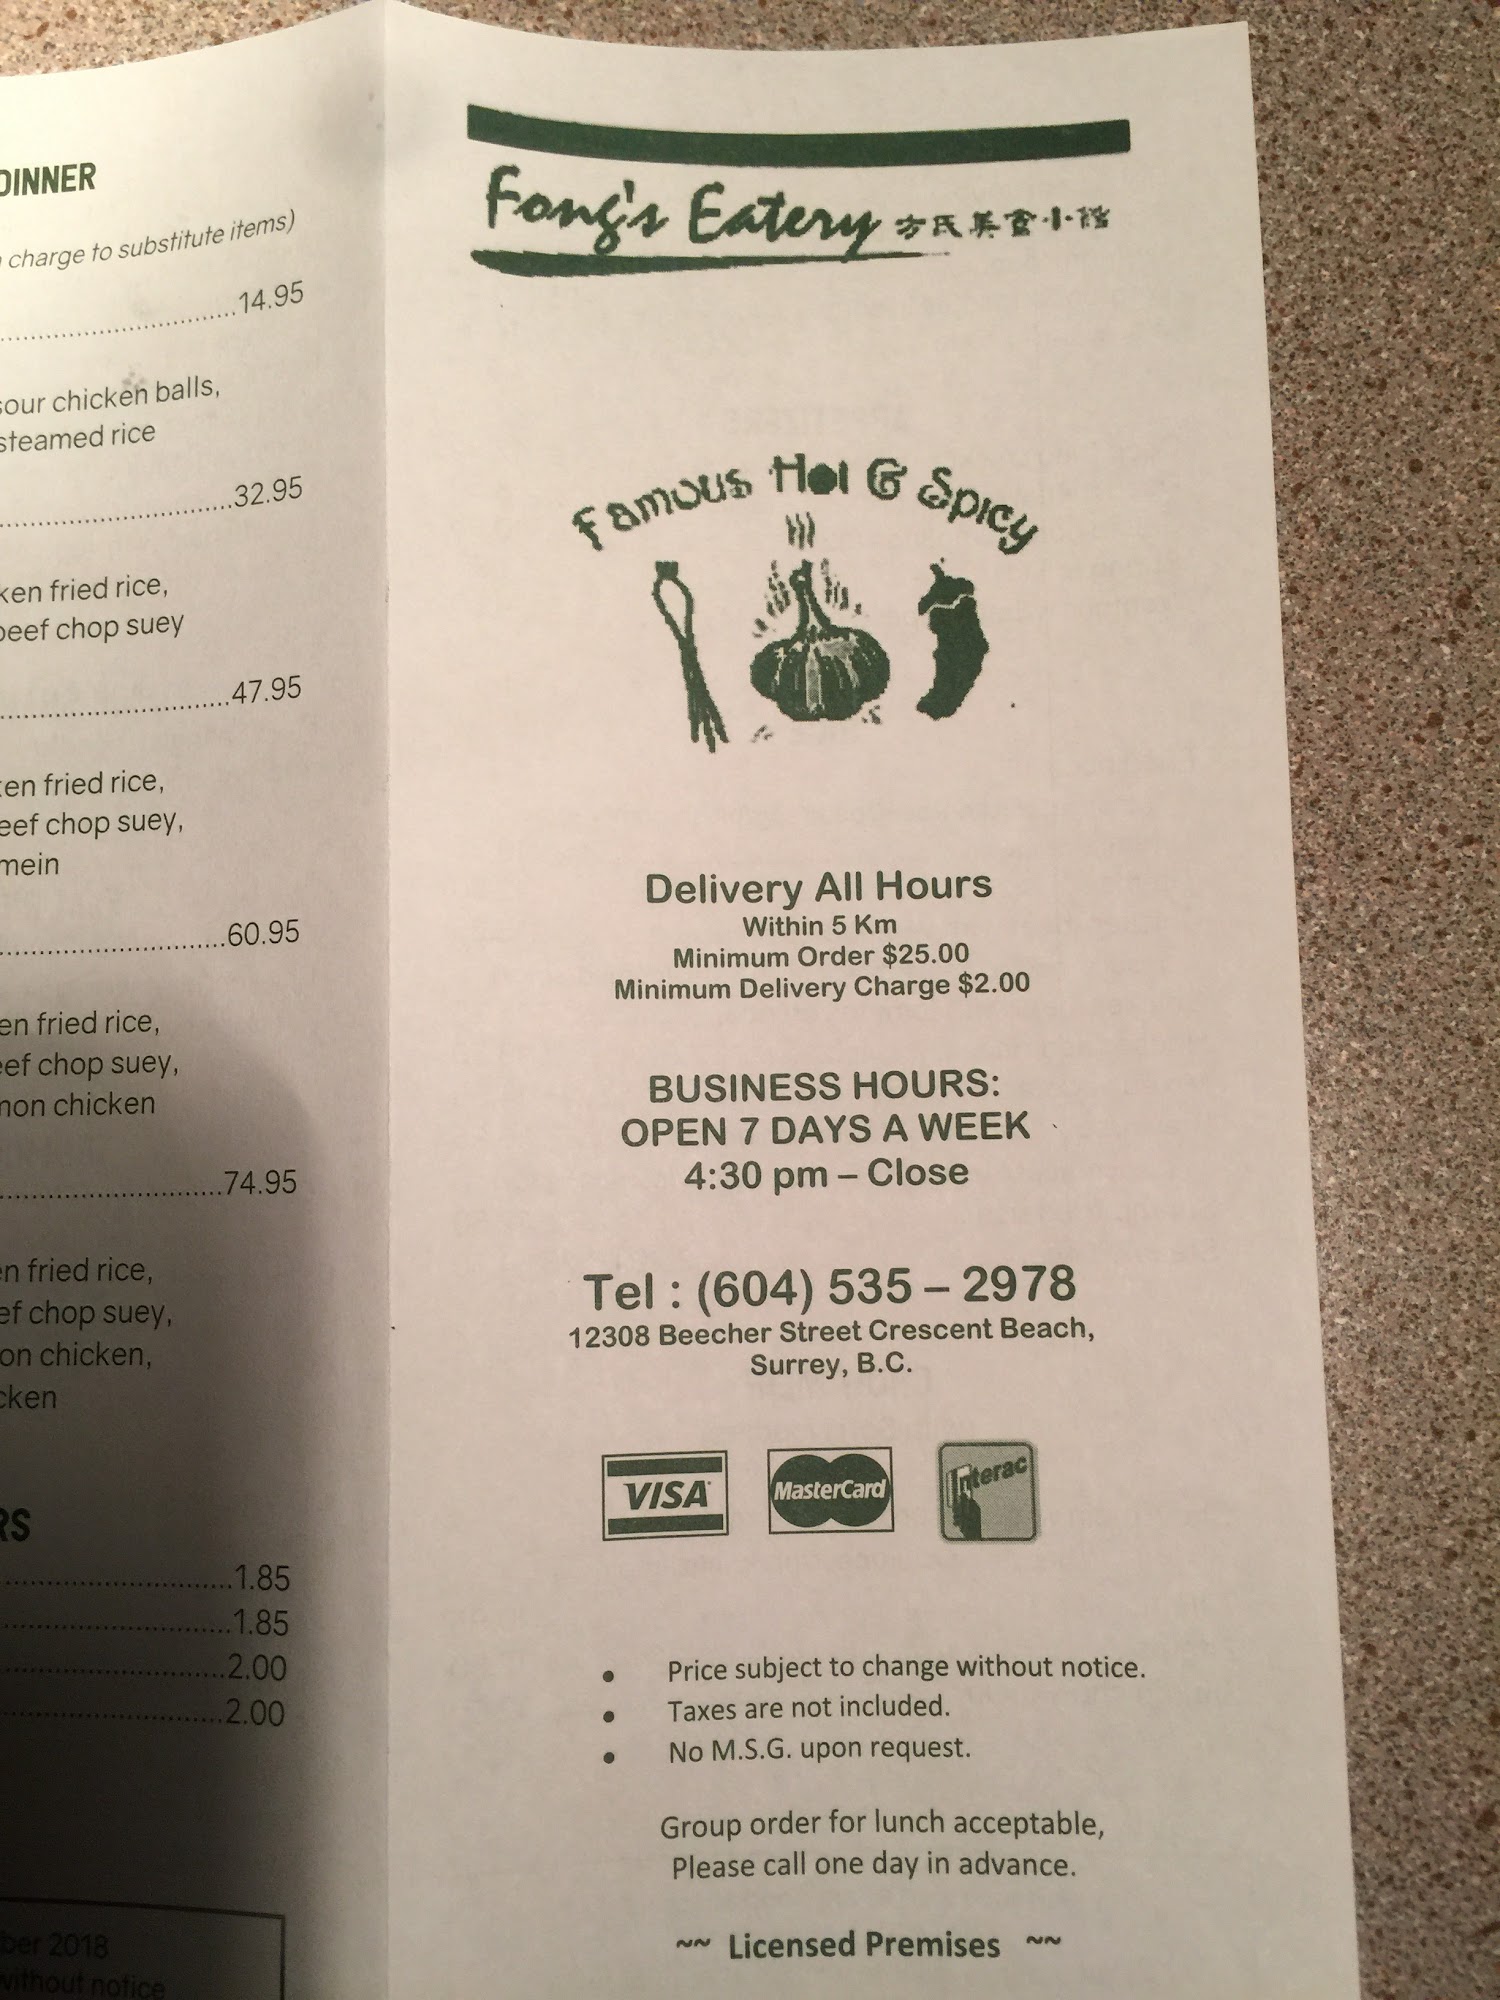 DINNER
charge to substitute items)
14.95
sour chicken balls,
steamed rice
32.95
ken fried rice,
beef chop suey
47.95
en fried rice,
eef chop suey,
mein
60.95
en fried rice,
eef chop suey,
mon chicken
74.95
n fried rice,
ef chop suey,
on chicken,
cken
RS
1.85
1.85
2.00
2.00
ber 2018
without notice
Fong's Eatery 方氏美食小館
Famous Hot & Spicy
Delivery All Hours
Within 5 Km
Minimum Order $25.00
Minimum Delivery Charge $2.00
BUSINESS HOURS:
OPEN 7 DAYS A WEEK
4:30 pm – Close
Tel : (604) 535 – 2978
12308 Beecher Street Crescent Beach,
Surrey, B.C.
VISA MasterCard Interac
• Price subject to change without notice.
• Taxes are not included.
• No M.S.G. upon request.
Group order for lunch acceptable,
Please call one day in advance.
~~ Licensed Premises ~~